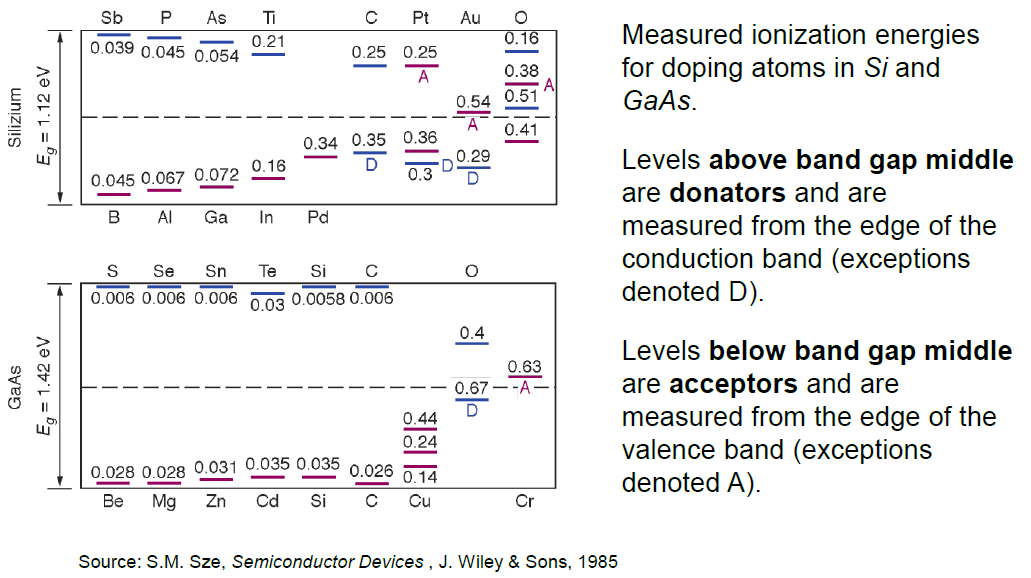 Sb P As Ti C Pt Au O
0.039 0.045 0.054 0.21 0.25 0.25 0.16
A
0.38
A
0.54 0.51
A
0.34 0.35 0.36 0.41
D 0.3 D 0.29
D
0.045 0.067 0.072 0.16
B Al Ga In Pd
Silizium
Eg = 1.12 eV
S Se Sn Te Si C O
0.006 0.006 0.006 0.03 0.0058 0.006
0.4
0.63
A
0.67
D
0.44
0.24
0.14
0.028 0.028 0.031 0.035 0.035 0.026
Be Mg Zn Cd Si C Cu Cr
GaAs
Eg = 1.42 eV
Measured ionization energies
for doping atoms in Si and
GaAs.
Levels above band gap middle
are donators and are
measured from the edge of the
conduction band (exceptions
denoted D).
Levels below band gap middle
are acceptors and are
measured from the edge of the
valence band (exceptions
denoted A).
Source: S.M. Sze, Semiconductor Devices , J. Wiley & Sons, 1985